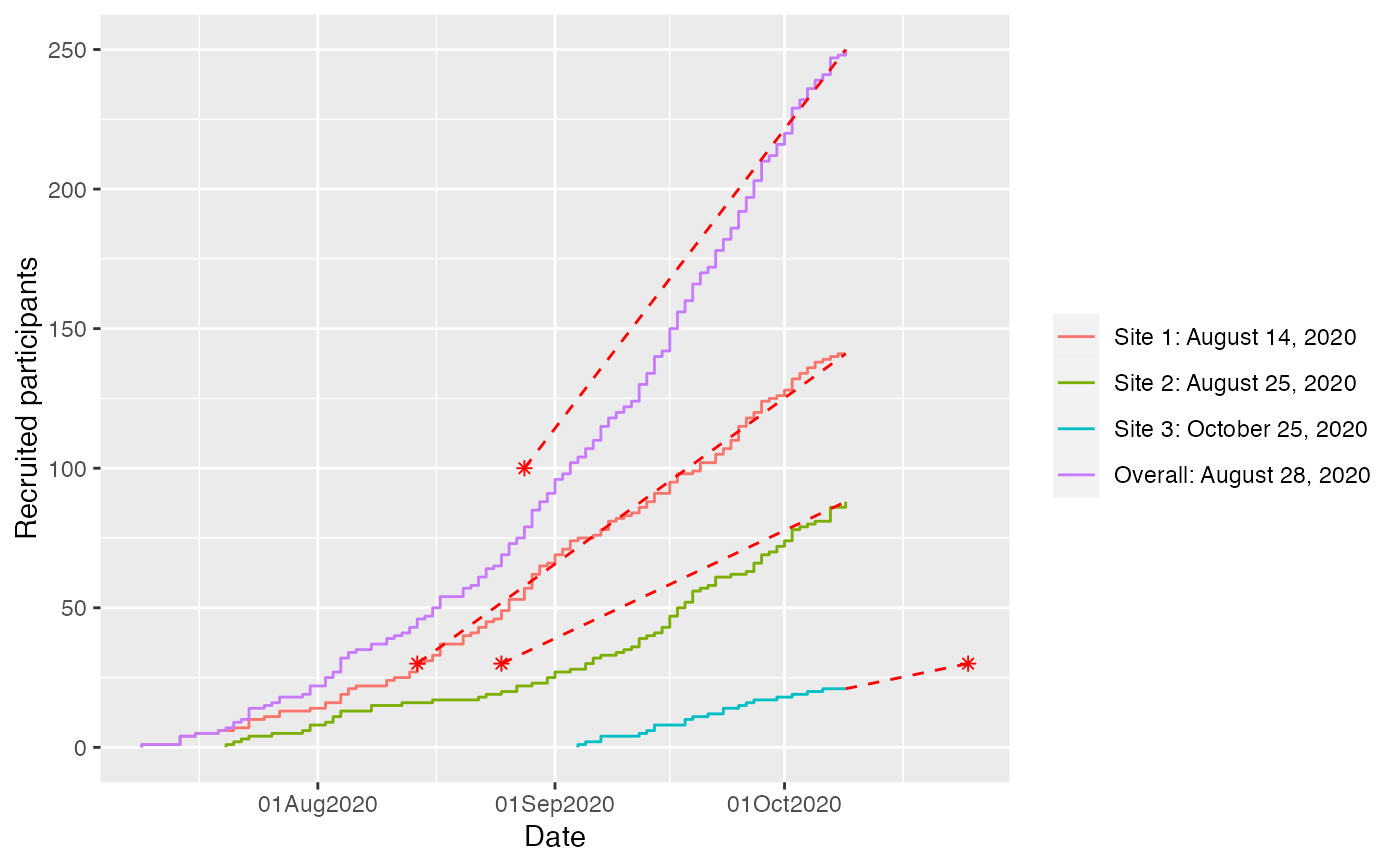 250
200
150
100
50
0
Recruited participants
01Aug2020
01Sep2020
01Oct2020
Date
Site 1: August 14, 2020
Site 2: August 25, 2020
Site 3: October 25, 2020
Overall: August 28, 2020